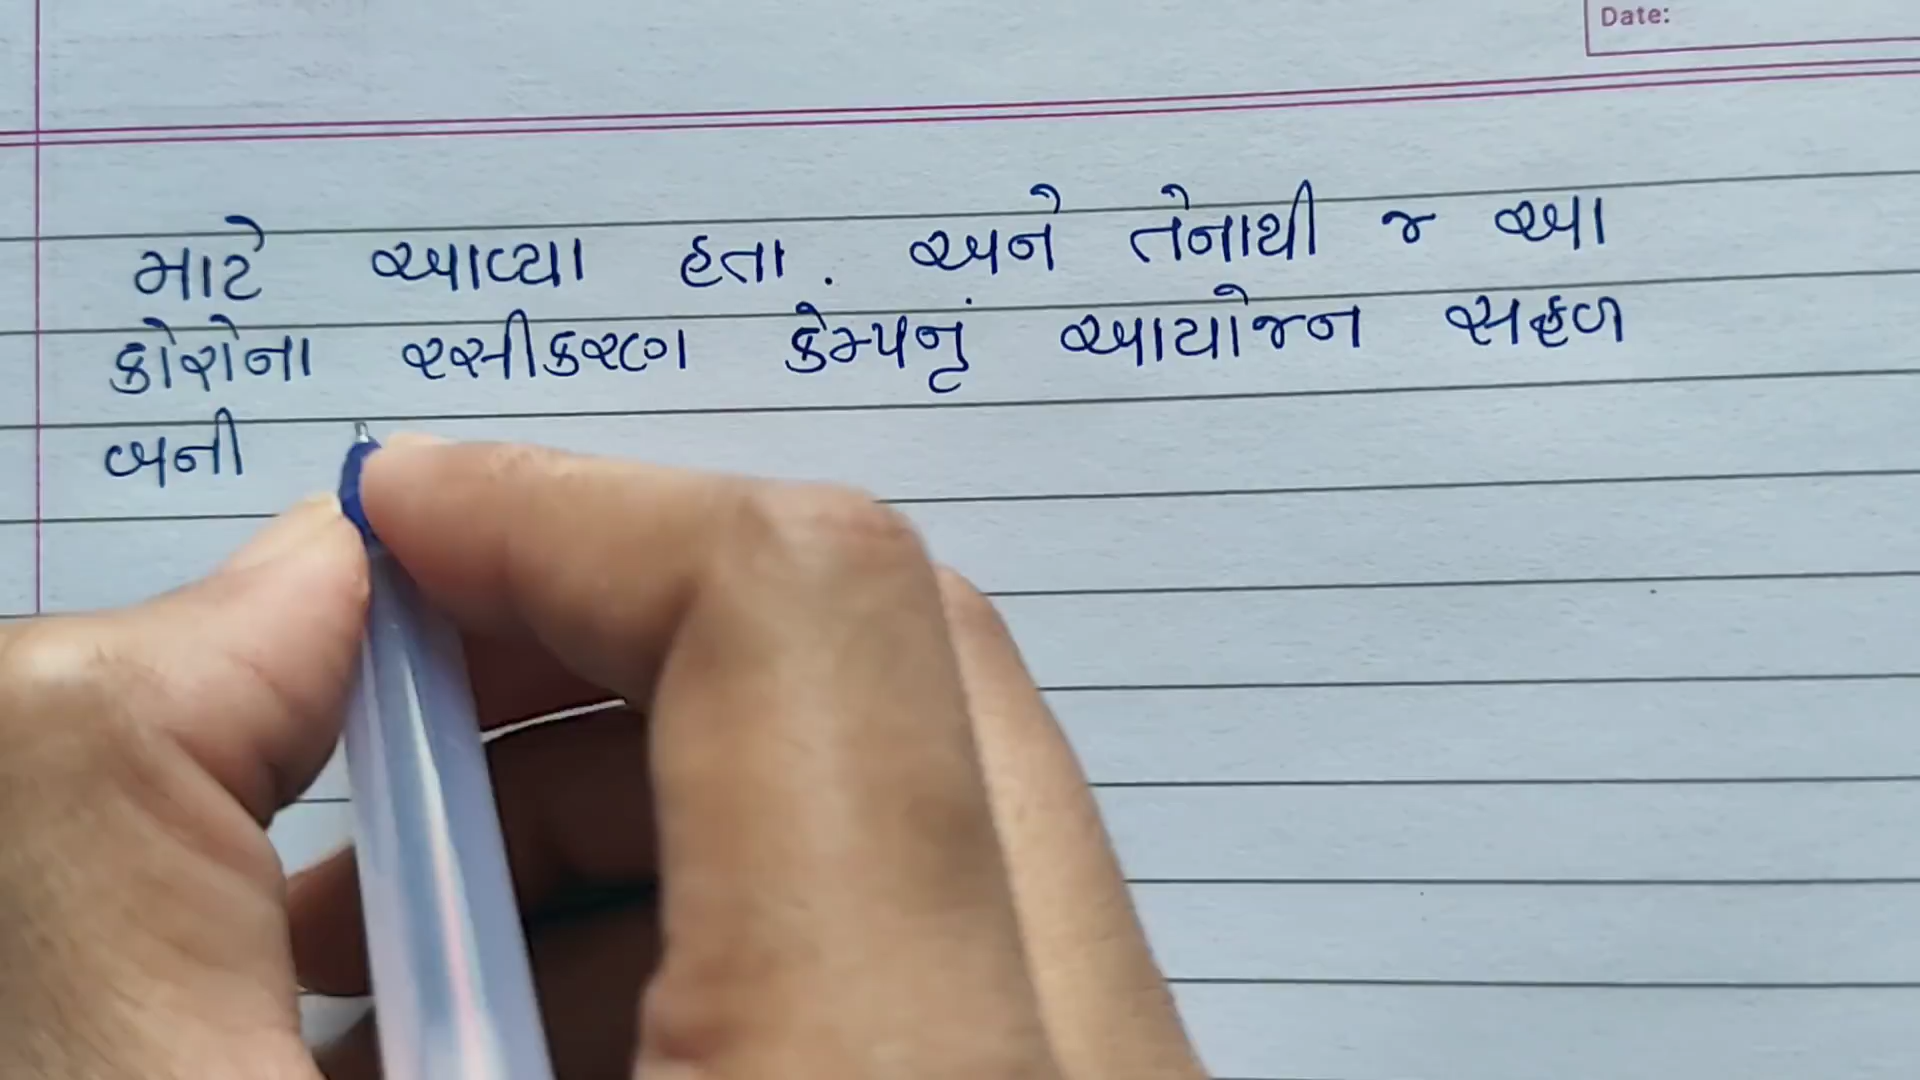 Date:
માટે આવ્યા હતા. અને તેનાથી જ આ
કોરોના રસીકરણ કેમ્પનું આયોજન સફળ
બની